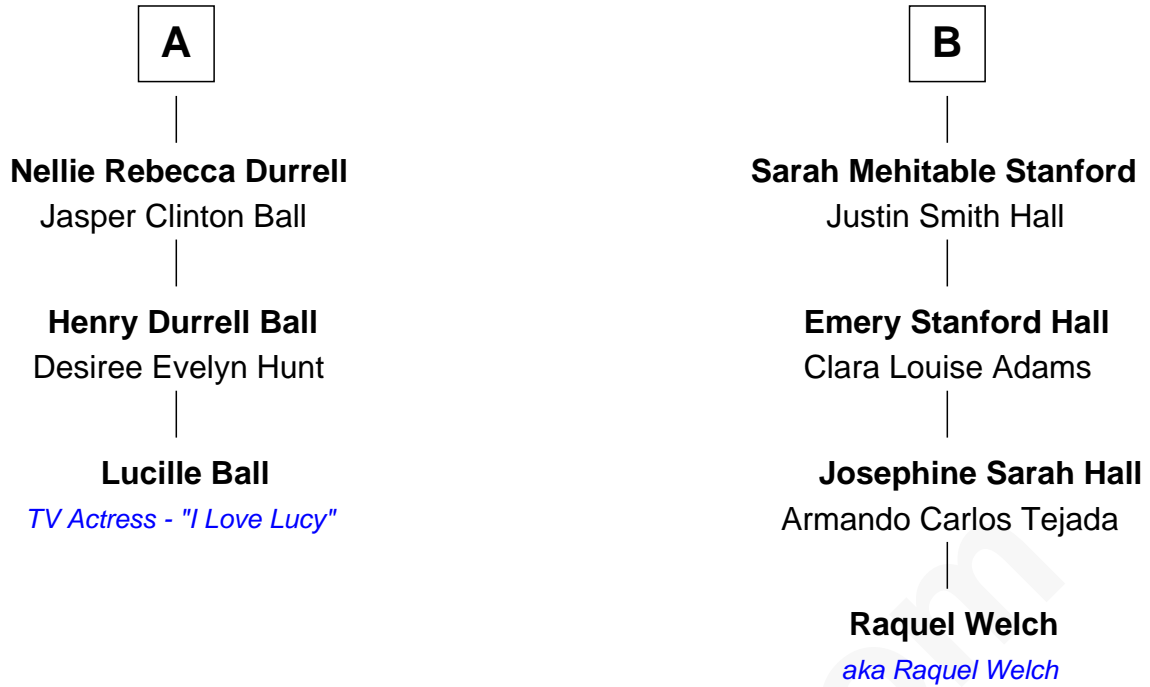 A
B
Nellie Rebecca Durrell
Jasper Clinton Ball
Sarah Mehitable Stanford
Justin Smith Hall
Henry Durrell Ball
Desiree Evelyn Hunt
Emery Stanford Hall
Clara Louise Adams
Lucille Ball
TV Actress - "I Love Lucy"
Josephine Sarah Hall
Armando Carlos Tejada
Raquel Welch
aka Raquel Welch